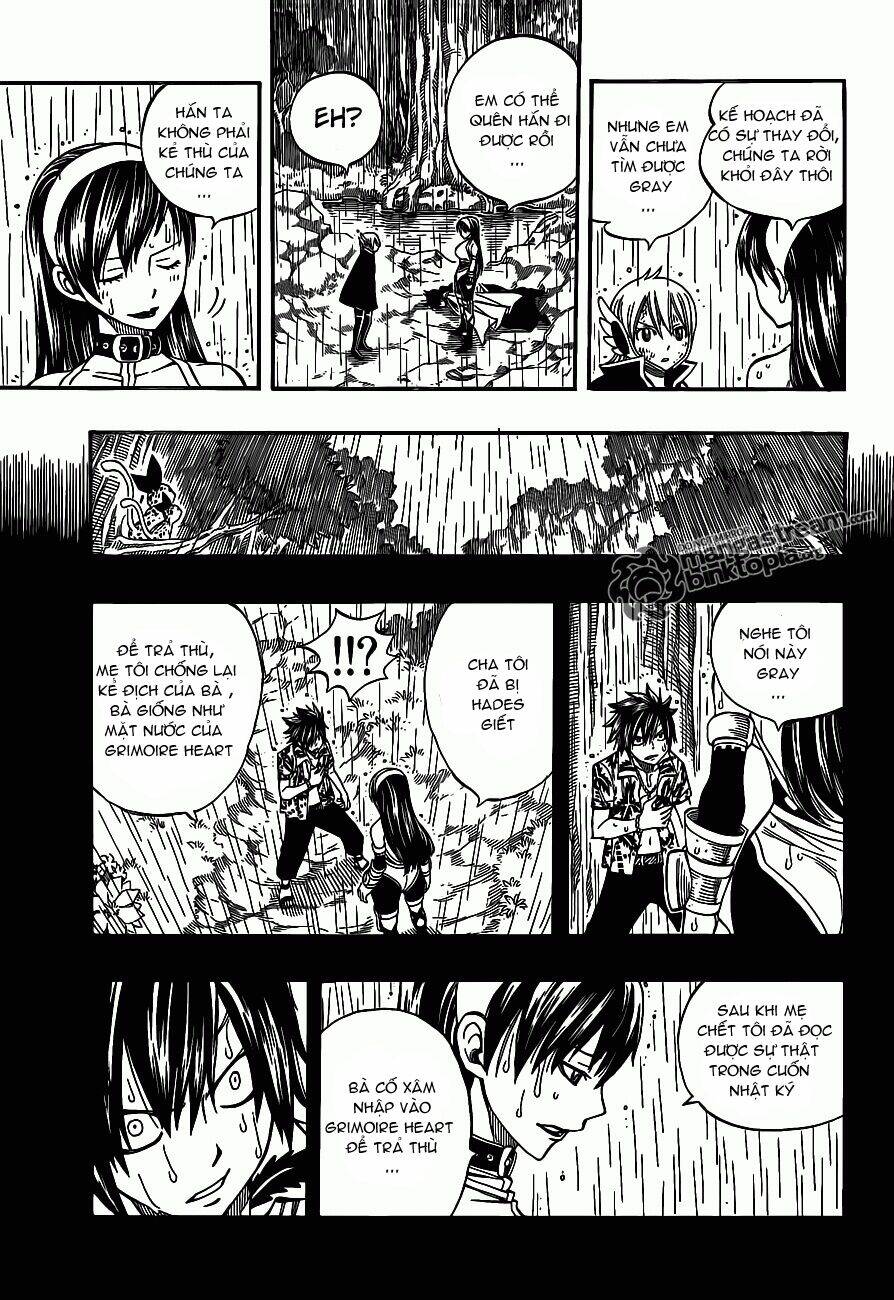 KẾ HOẠCH ĐÃ
CÓ SỰ THAY ĐỔI,
CHÚNG TA RỜI
KHỎI ĐÂY THÔI
NHƯNG EM
VẪN CHƯA
TÌM ĐƯỢC
GRAY
...
EM CÓ THỂ
QUÊN HẮN ĐI
ĐƯỢC RỒI
...
EH?
HẮN TA
KHÔNG PHẢI
KẺ THÙ CỦA
CHÚNG TA
...
mangastream.com
binktopia
NGHE TÔI
NÓI NÀY
GRAY
...
CHA TÔI
ĐÃ BỊ
HADES
GIẾT
!!?
ĐỂ TRẢ THÙ,
MẸ TÔI CHỐNG LẠI
KẺ ĐỊCH CỦA BÀ ,
BÀ GIỐNG NHƯ
MẶT NƯỚC CỦA
GRIMOIRE HEART
SAU KHI MẸ
CHẾT TÔI ĐÃ ĐỌC
ĐƯỢC SỰ THẬT
TRONG CUỐN
NHẬT KÝ
BÀ CỐ XÂM
NHẬP VÀO
GRIMOIRE HEART
ĐỂ TRẢ THÙ
...